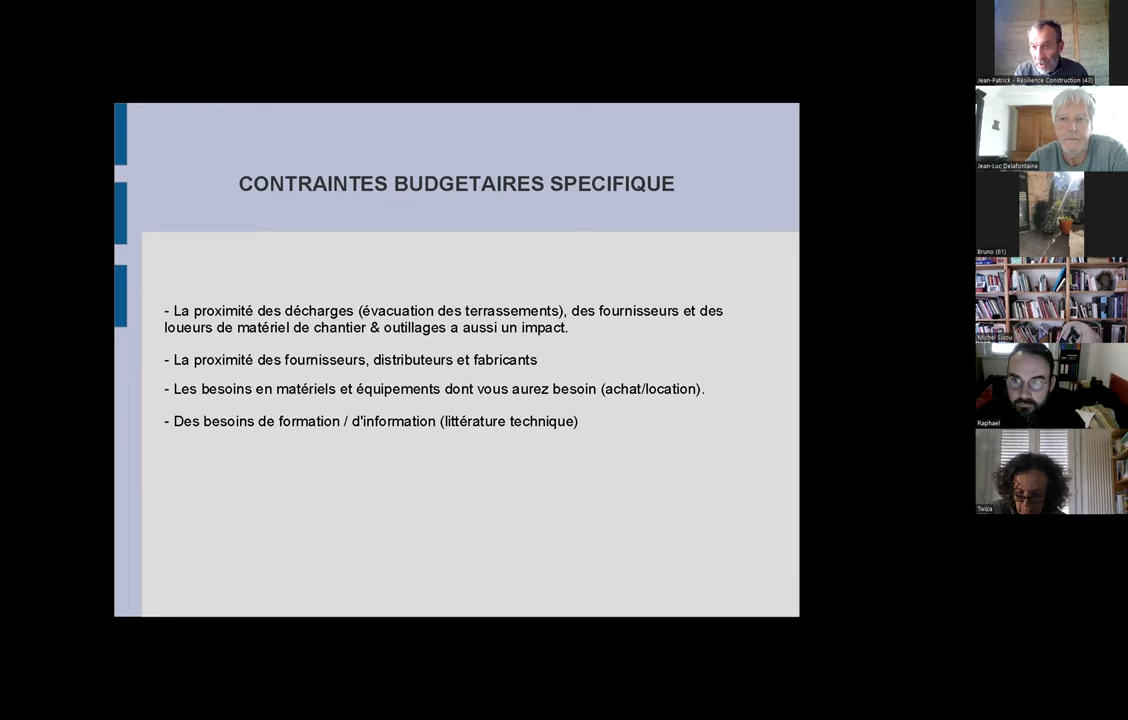 CONTRAINTES BUDGETAIRES SPECIFIQUE
- La proximité des décharges (évacuation des terrassements), des fournisseurs et des
loueurs de matériel de chantier & outillages a aussi un impact.
- La proximité des fournisseurs, distributeurs et fabricants
- Les besoins en matériels et équipements dont vous aurez besoin (achat/location).
- Des besoins de formation / d'information (littérature technique)
Jean-Patrick - Résilience Construction (43)
Jean-Luc Delafontaine
Bruno (81)
Michel Sixou
Raphael
Twiza